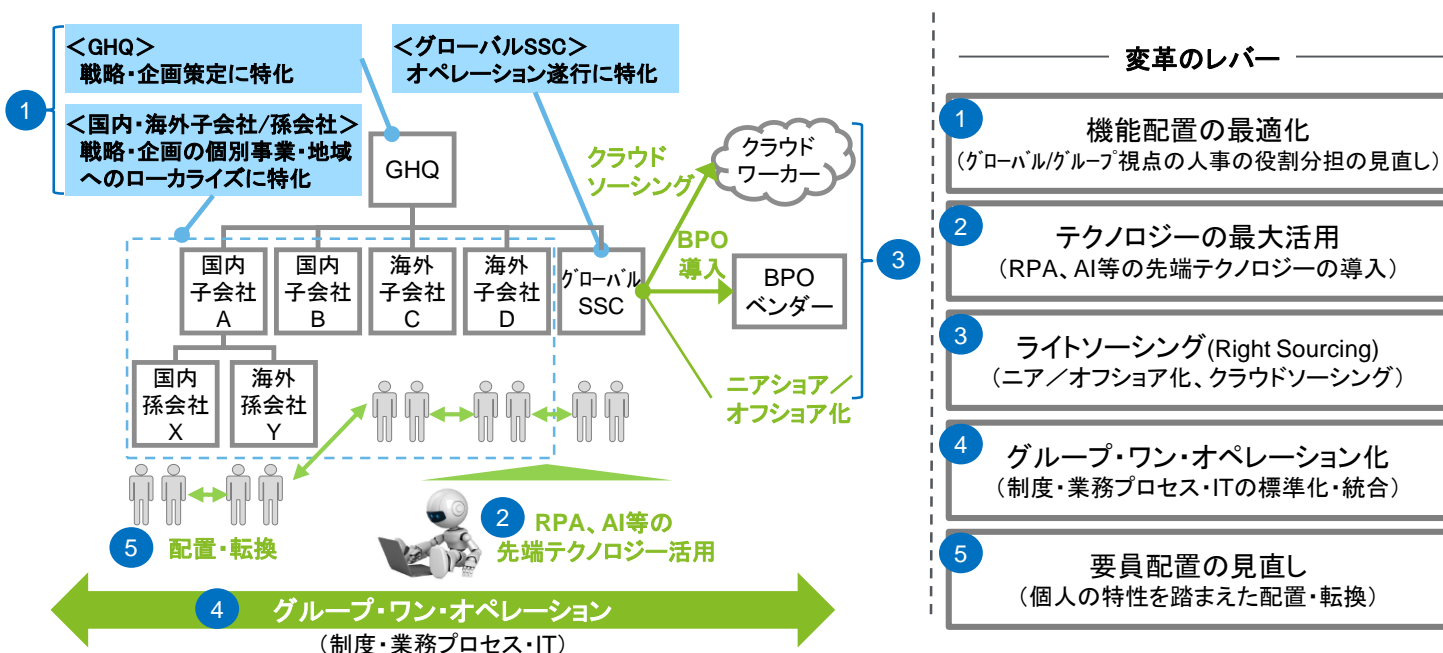 1
<GHQ>
戦略・企画策定に特化
<国内・海外子会社/孫会社>
戦略・企画の個別事業・地域
へのローカライズに特化
<グローバルSSC>
オペレーション遂行に特化
GHQ
国内
子会社
A
国内
子会社
B
海外
子会社
C
海外
子会社
D
グローバル
SSC
国内
孫会社
X
海外
孫会社
Y
クラウド
ソーシング
クラウド
ワーカー
BPO
導入
BPO
ベンダー
3
ニアショア/
オフショア化
5 配置・転換
2 RPA、AI等の
先端テクノロジー活用
4 グループ・ワン・オペレーション
(制度・業務プロセス・IT)
変革のレバー
1
機能配置の最適化
(グローバル/グループ視点の人事の役割分担の見直し)
2
テクノロジーの最大活用
(RPA、AI等の先端テクノロジーの導入)
3
ライトソーシング(Right Sourcing)
(ニア/オフショア化、クラウドソーシング)
4
グループ・ワン・オペレーション化
(制度・業務プロセス・ITの標準化・統合)
5
要員配置の見直し
(個人の特性を踏まえた配置・転換)